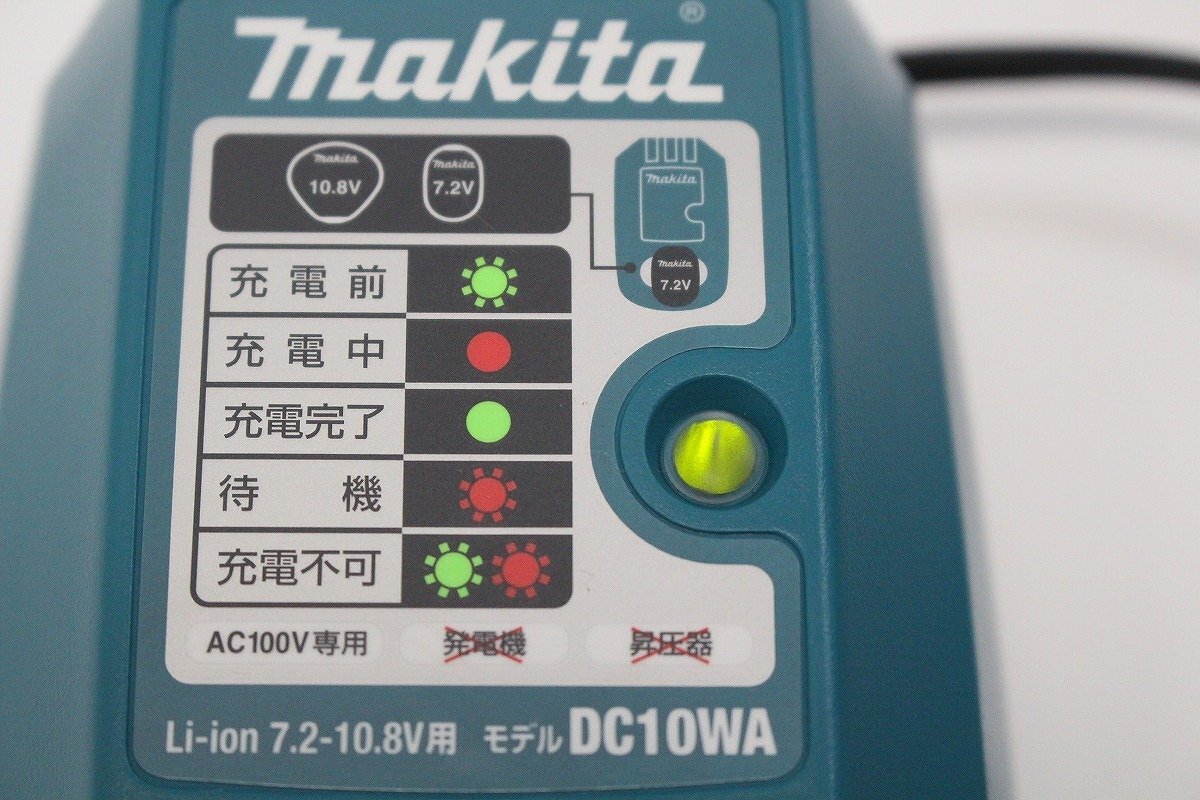 makita®
makita
10.8V
makita
7.2V
makita
makita
7.2V
充電前
充電中
充電完了
待機
充電不可
AC100V専用
発電機
昇圧器
Li-ion 7.2-10.8V用 モデル DC10WA